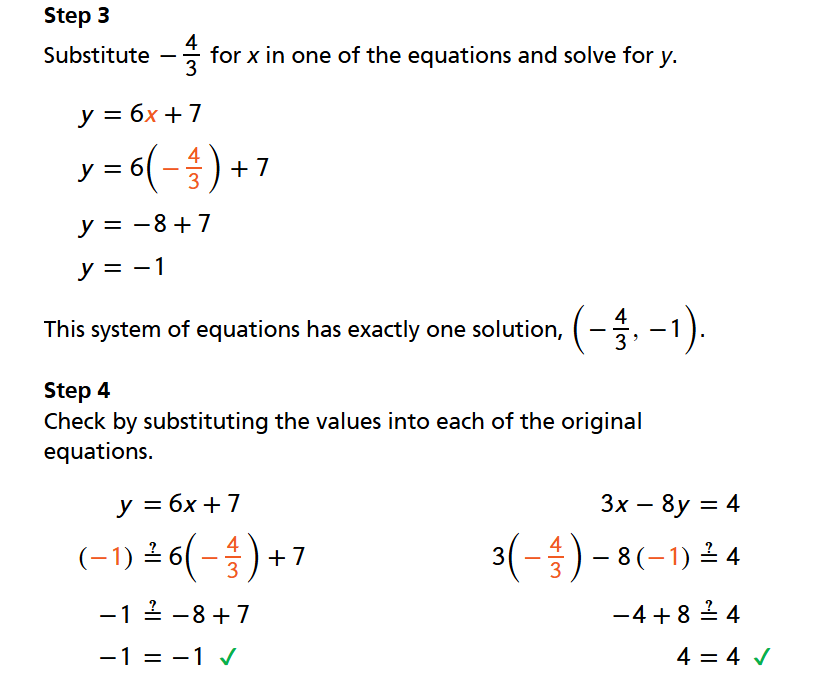 Step 3
Substitute −4/3 for x in one of the equations and solve for y.
y = 6x + 7
y = 6(−4/3) + 7
y = −8 + 7
y = −1
This system of equations has exactly one solution, (−4/3, −1).
Step 4
Check by substituting the values into each of the original
equations.
y = 6x + 7
(−1) ≟ 6(−4/3) + 7
−1 ≟ −8 + 7
−1 = −1 ✓
3x − 8y = 4
3(−4/3) − 8(−1) ≟ 4
−4 + 8 ≟ 4
4 = 4 ✓